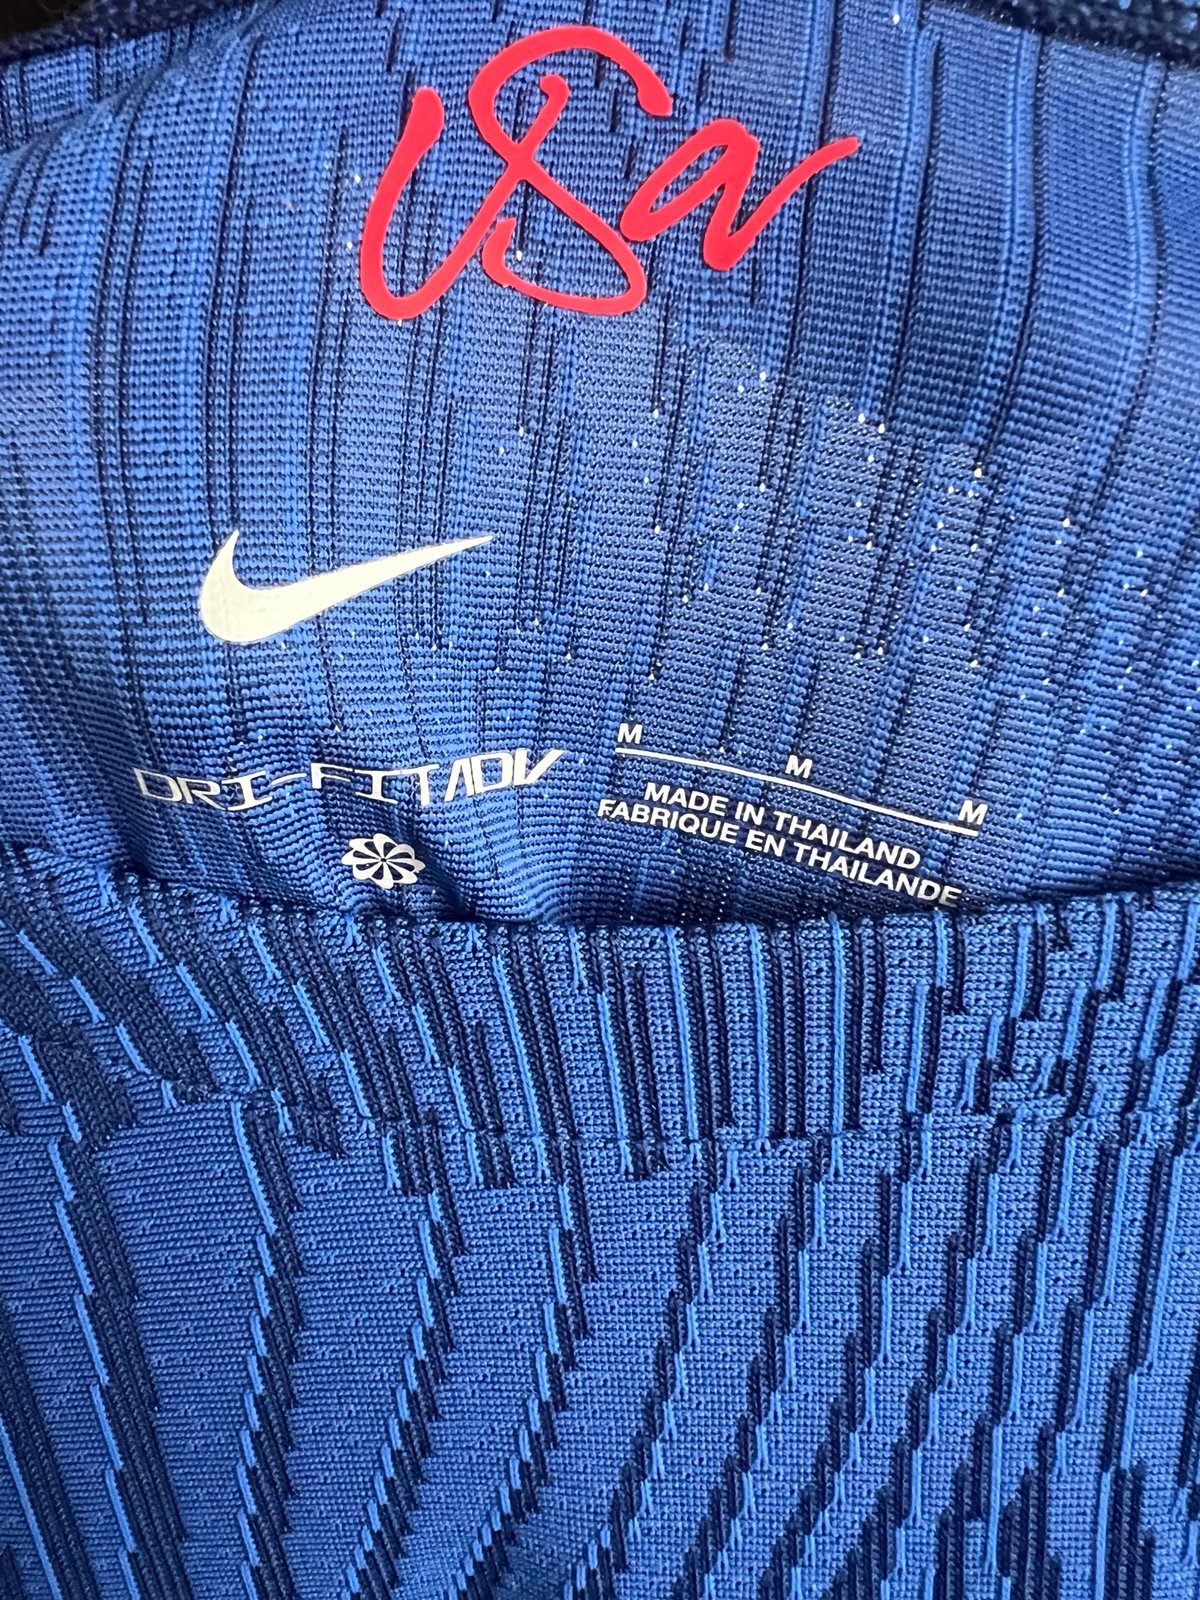 USA
DRI-FIT ADV
M M M
MADE IN THAILAND
FABRIQUE EN THAILANDE